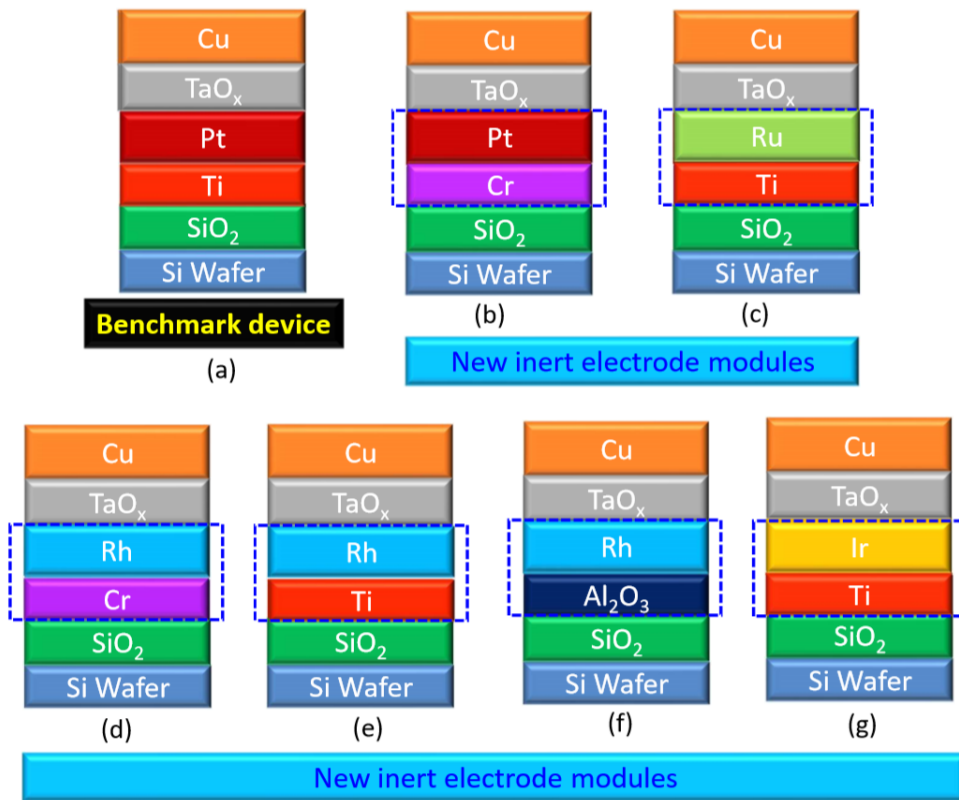 Cu
TaOₓ
Pt
Ti
SiO₂
Si Wafer
Benchmark device
(a)
Cu
TaOₓ
Pt
Cr
SiO₂
Si Wafer
(b)
Cu
TaOₓ
Ru
Ti
SiO₂
Si Wafer
(c)
New inert electrode modules
Cu
TaOₓ
Rh
Cr
SiO₂
Si Wafer
(d)
Cu
TaOₓ
Rh
Ti
SiO₂
Si Wafer
(e)
Cu
TaOₓ
Rh
Al₂O₃
SiO₂
Si Wafer
(f)
Cu
TaOₓ
Ir
Ti
SiO₂
Si Wafer
(g)
New inert electrode modules